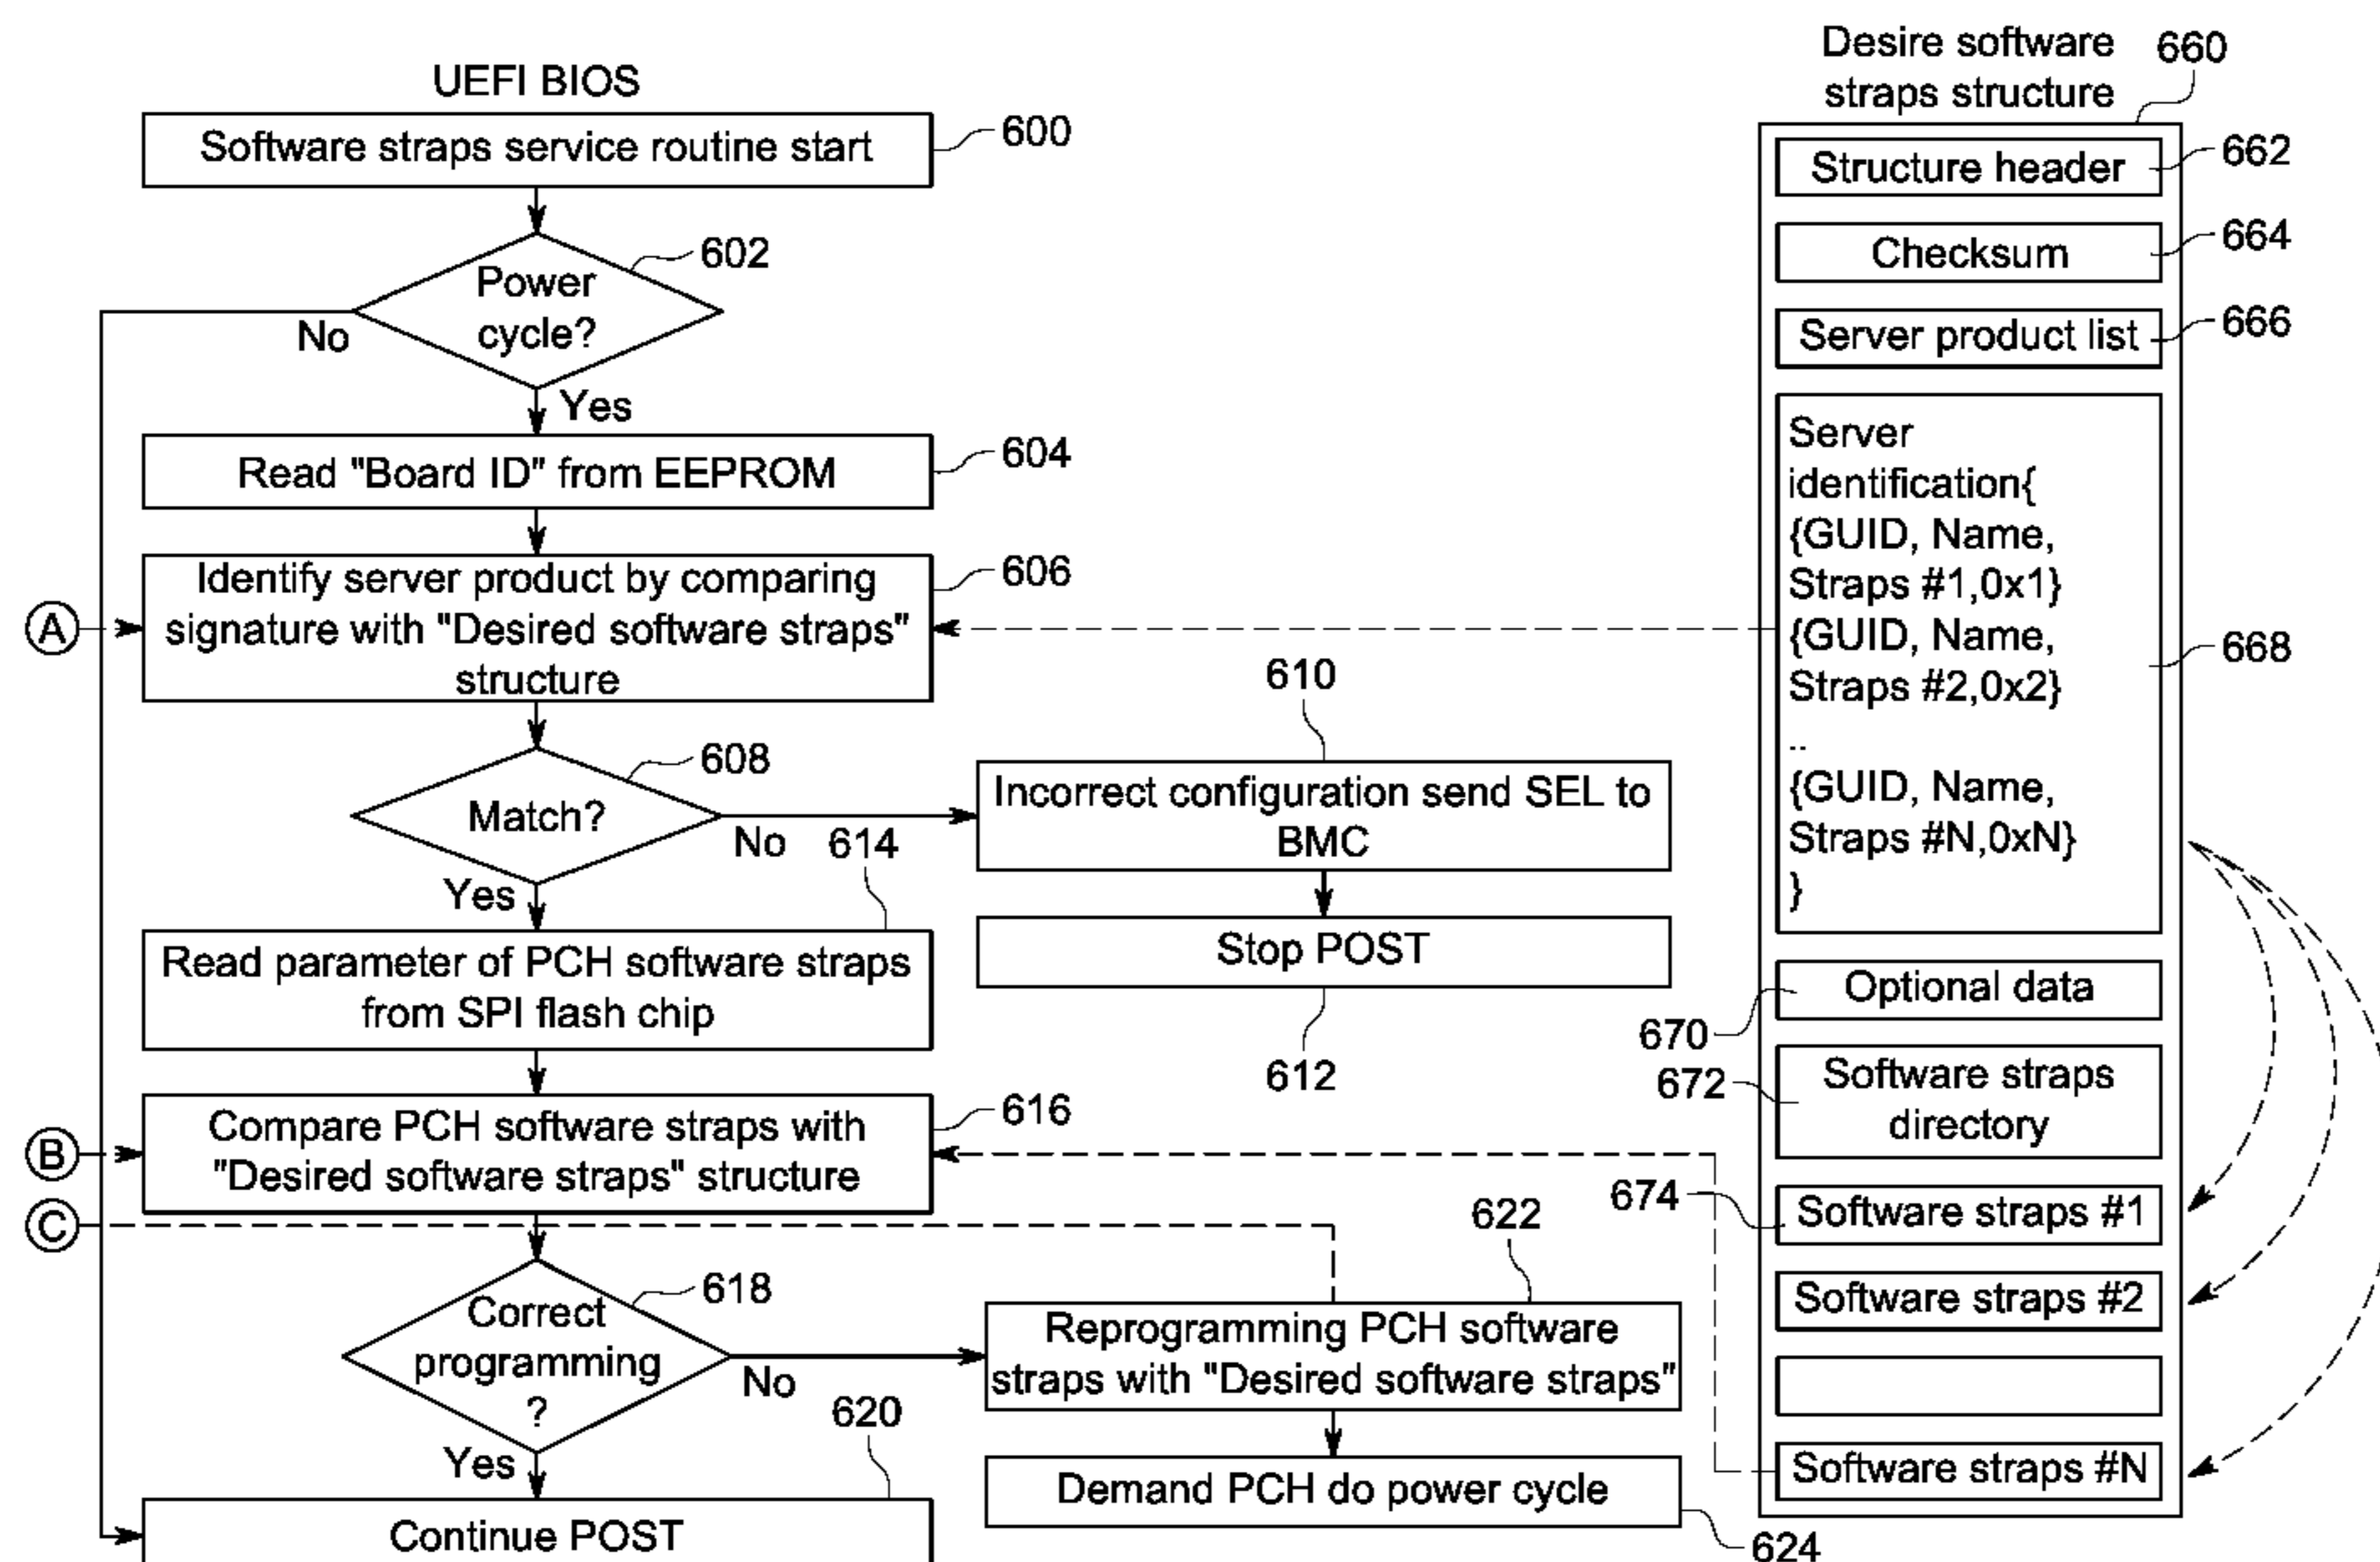 UEFI BIOS
Software straps service routine start
600
Power
cycle?
602
No
Yes
Read "Board ID" from EEPROM
604
Identify server product by comparing
signature with "Desired software straps"
structure
606
A
Match?
608
No
Yes
610
Incorrect configuration send SEL to
BMC
Stop POST
612
614
Read parameter of PCH software straps
from SPI flash chip
Compare PCH software straps with
"Desired software straps" structure
616
B
C
Correct
programming
?
618
No
Yes
622
Reprogramming PCH software
straps with "Desired software straps"
Demand PCH do power cycle
624
620
Continue POST
Desire software
straps structure
660
Structure header
662
Checksum
664
Server product list
666
Server
identification{
{GUID, Name,
Straps #1,0x1}
{GUID, Name,
Straps #2,0x2}
..
{GUID, Name,
Straps #N,0xN}
}
668
Optional data
670
Software straps
directory
672
Software straps #1
674
Software straps #2
Software straps #N